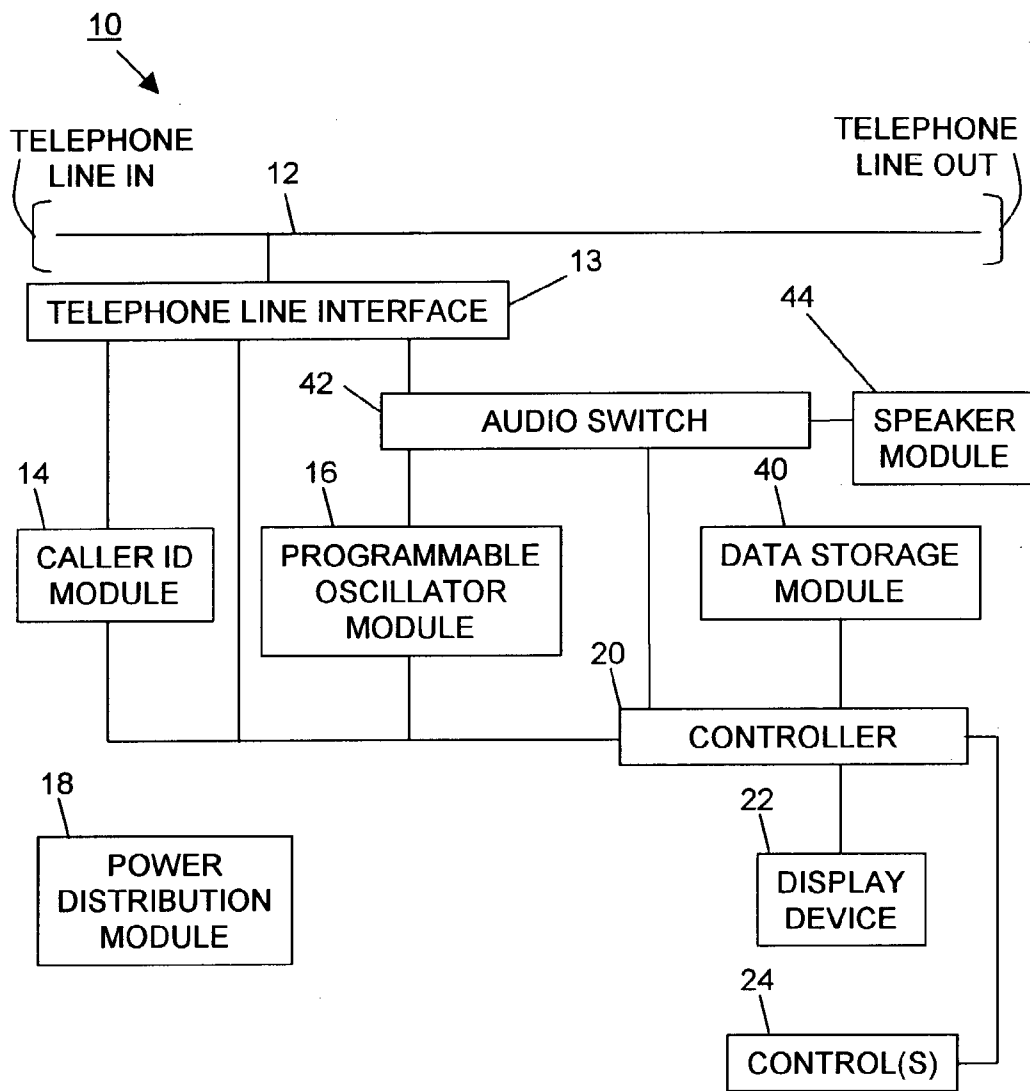 10
TELEPHONE
LINE IN
TELEPHONE
LINE OUT
12
13
TELEPHONE LINE INTERFACE
44
42
AUDIO SWITCH
SPEAKER
MODULE
14
CALLER ID
MODULE
16
PROGRAMMABLE
OSCILLATOR
MODULE
40
DATA STORAGE
MODULE
20
CONTROLLER
18
POWER
DISTRIBUTION
MODULE
22
DISPLAY
DEVICE
24
CONTROL(S)